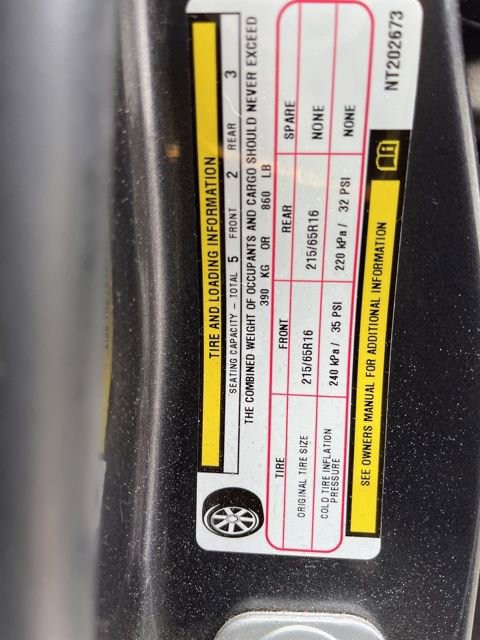 TIRE AND LOADING INFORMATION
SEATING CAPACITY - TOTAL 5 FRONT 2 REAR 3
THE COMBINED WEIGHT OF OCCUPANTS AND CARGO SHOULD NEVER EXCEED
390 KG OR 860 LB
TIRE FRONT REAR SPARE
ORIGINAL TIRE SIZE 215/65R16 215/65R16 NONE
COLD TIRE INFLATION
PRESSURE 240 kPa/ 35 PSI 220 kPa/ 32 PSI NONE
SEE OWNERS MANUAL FOR ADDITIONAL INFORMATION
NT202673